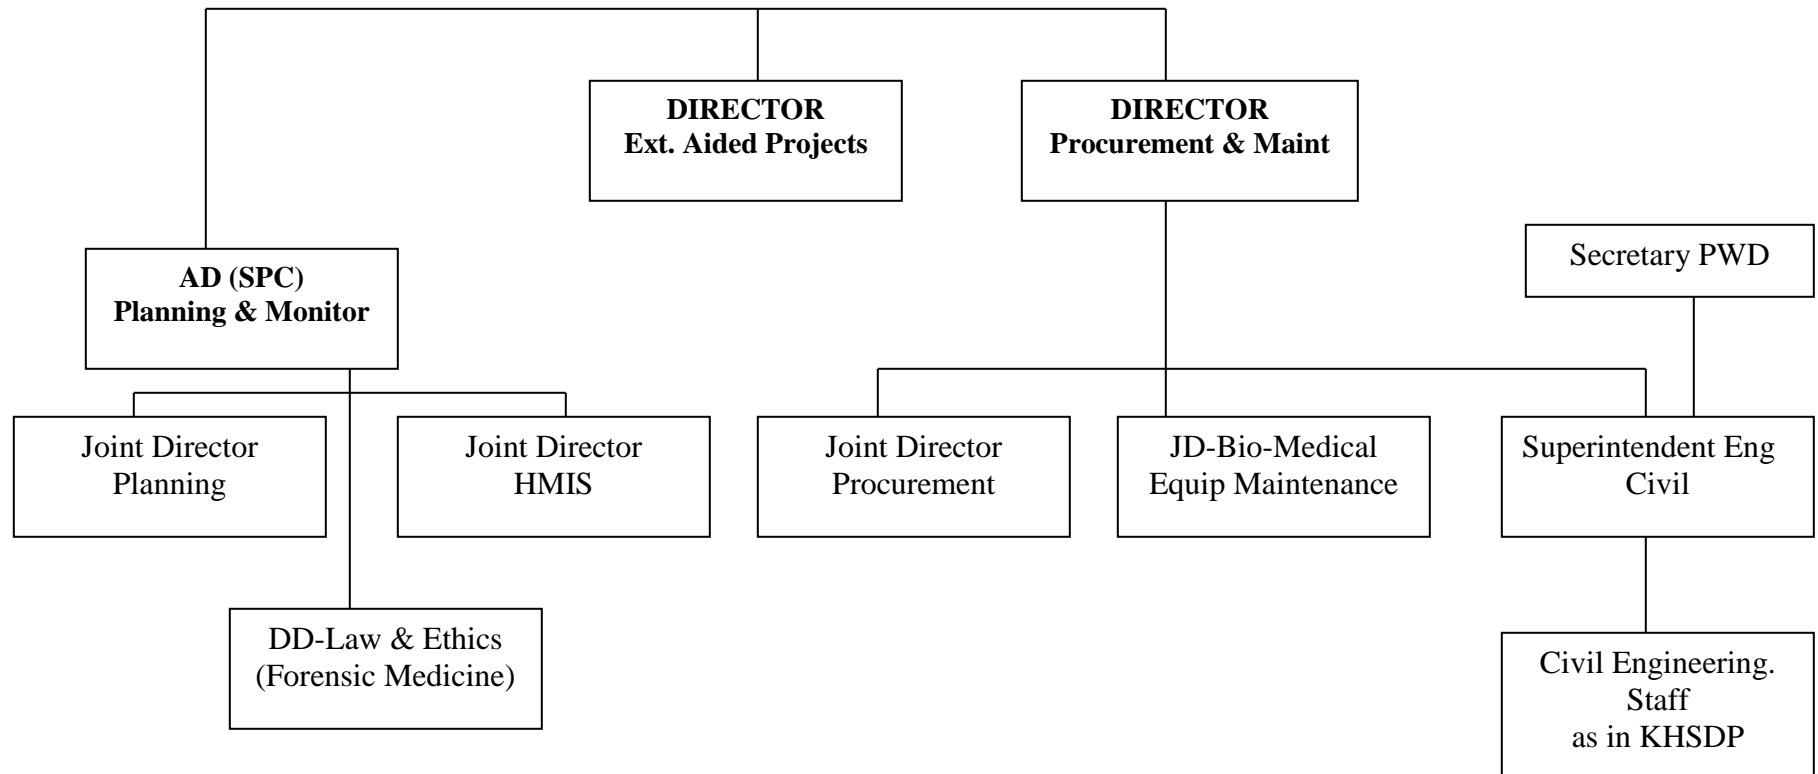 DIRECTOR
Ext. Aided Projects
DIRECTOR
Procurement & Maint
Secretary PWD
AD (SPC)
Planning & Monitor
Joint Director
Planning
Joint Director
HMIS
Joint Director
Procurement
JD-Bio-Medical
Equip Maintenance
Superintendent Eng
Civil
DD-Law & Ethics
(Forensic Medicine)
Civil Engineering.
Staff
as in KHSDP